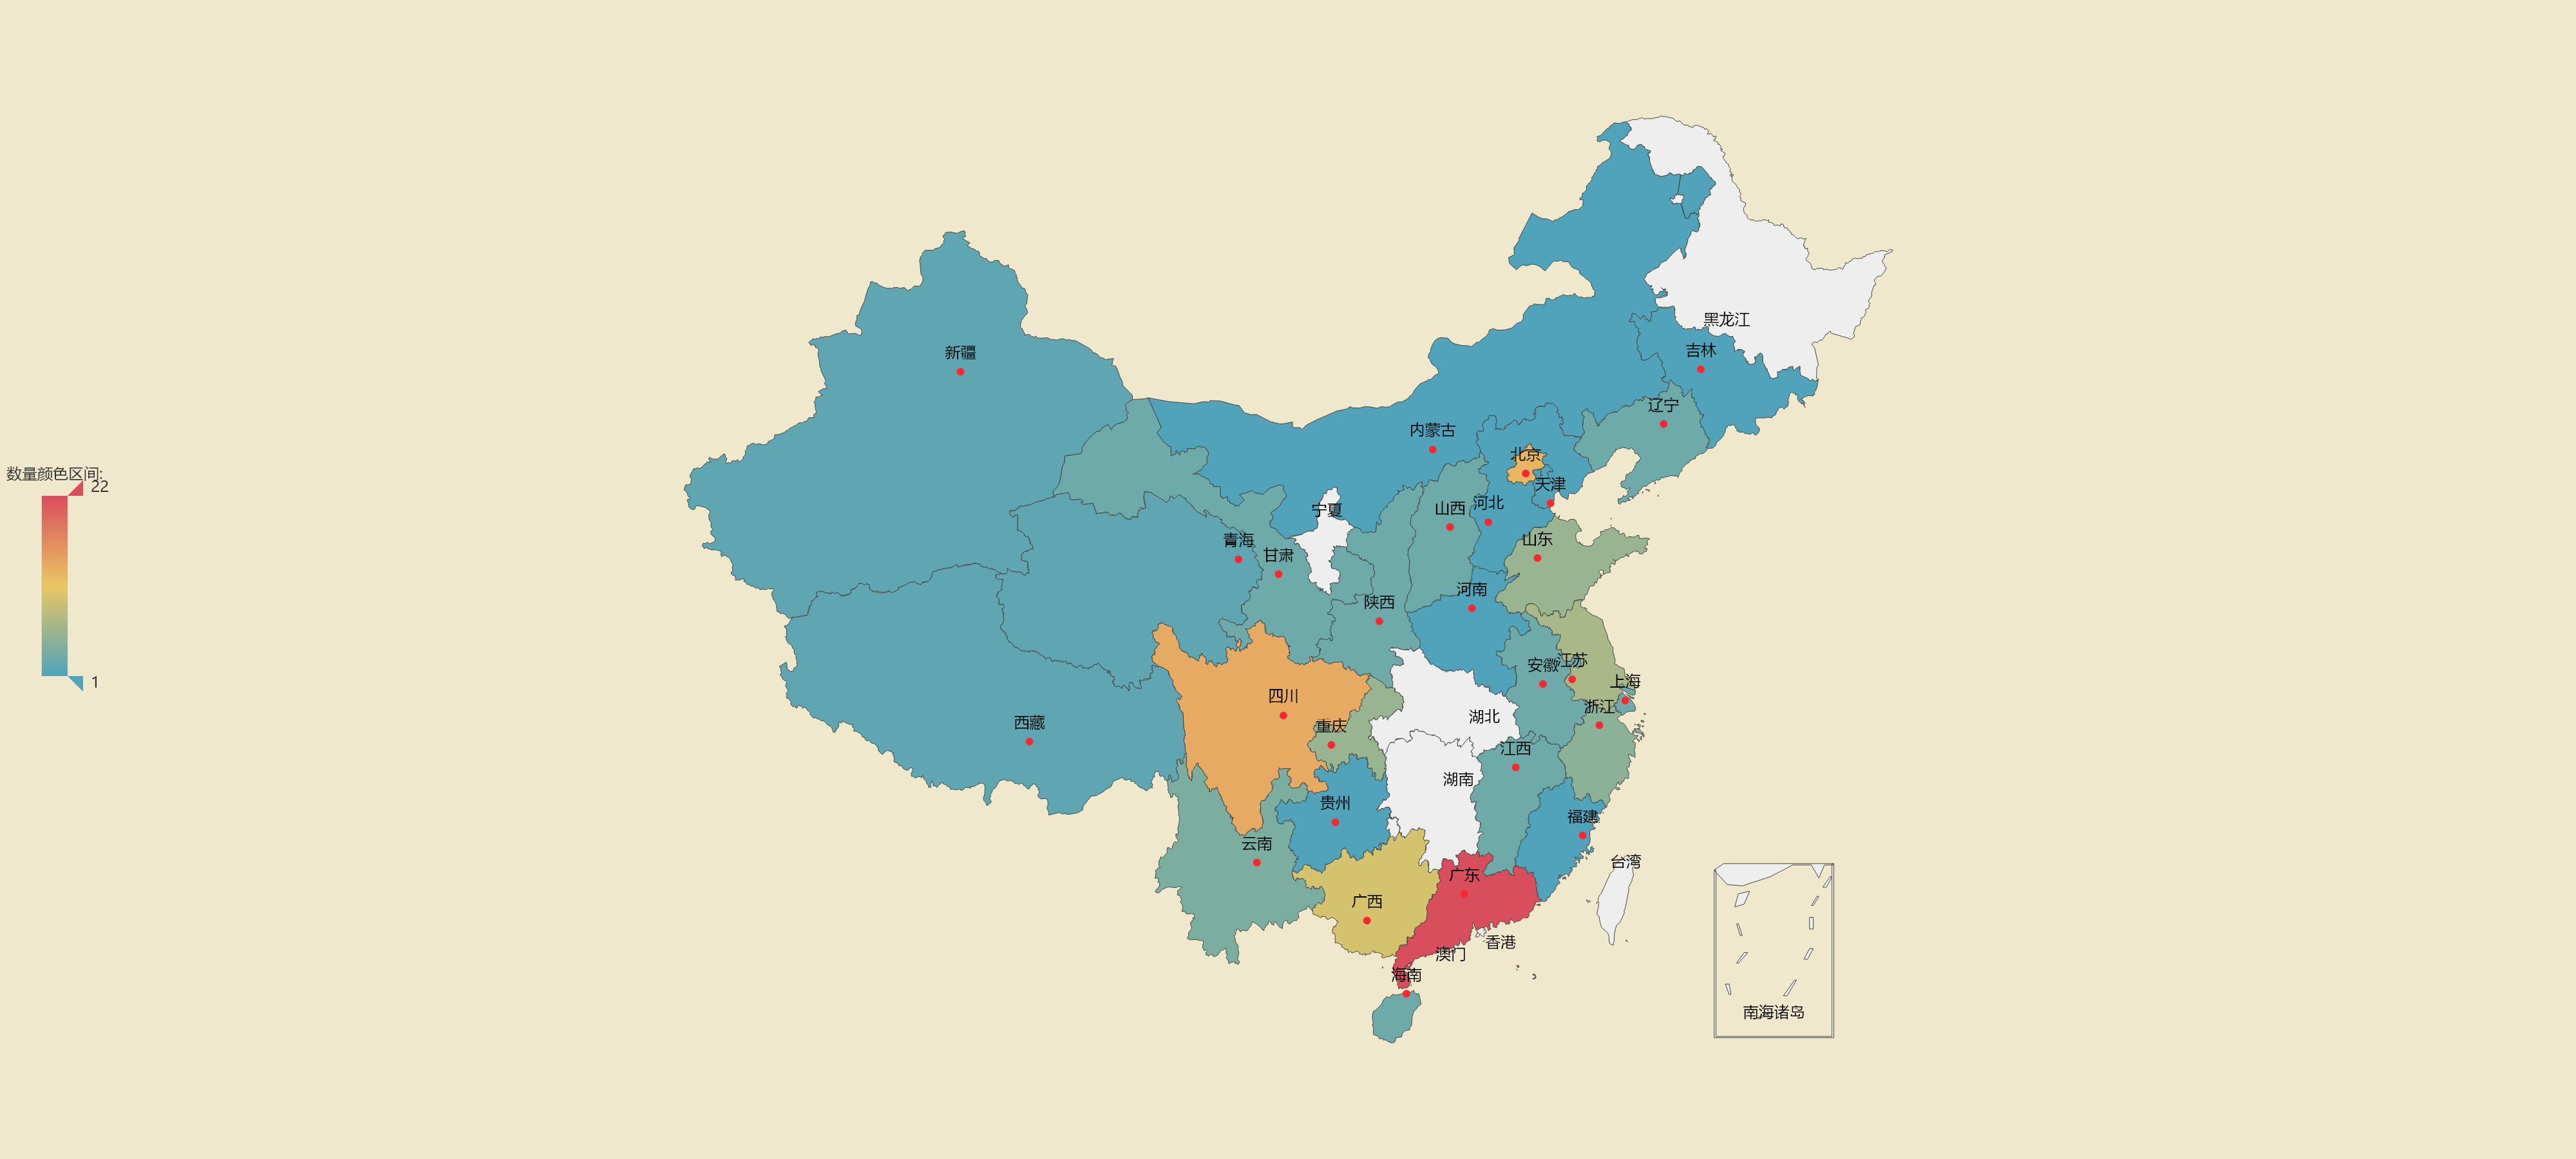 数量颜色区间:
22
1
黑龙江
吉林
新疆
辽宁
内蒙古
北京
天津
河北
山西
宁夏
山东
青海
甘肃
河南
陕西
江苏
安徽
上海
四川
浙江
湖北
西藏
重庆
江西
湖南
贵州
福建
云南
台湾
广东
广西
香港
澳门
海南
南海诸岛